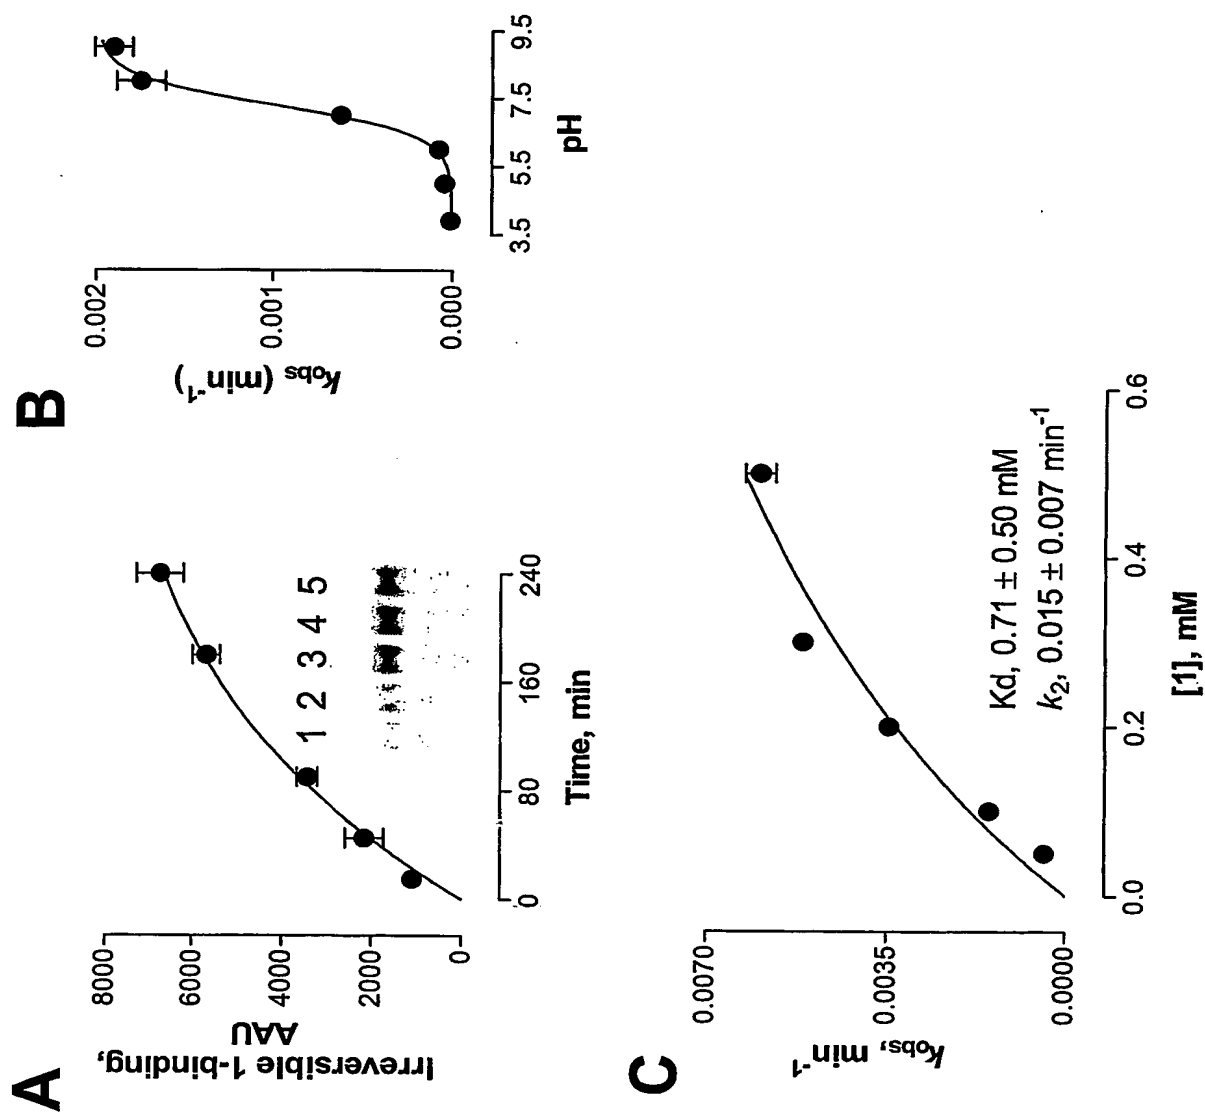 A
Irreversible 1-binding,
AAU
8000
6000
4000
2000
0
1 2 3 4 5
0 80 160 240
Time, min
B
kobs (min-1)
0.002
0.001
0.000
3.5 5.5 7.5 9.5
pH
C
kobs, min-1
0.0070
0.0035
0.0000
Kd, 0.71 ± 0.50 mM
k2, 0.015 ± 0.007 min-1
0.0 0.2 0.4 0.6
[1], mM